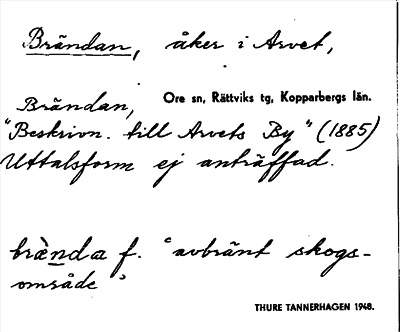 Brändan, åker i Arvet,
Ore sn, Rättviks tg, Kopparbergs län.
Brändan,
"Beskrivn. till Arvets By" (1885)
Uttalsform ej anträffad.
brènda f. 'avbränt skogs-
område'
THURE TANNERHAGEN 1948.